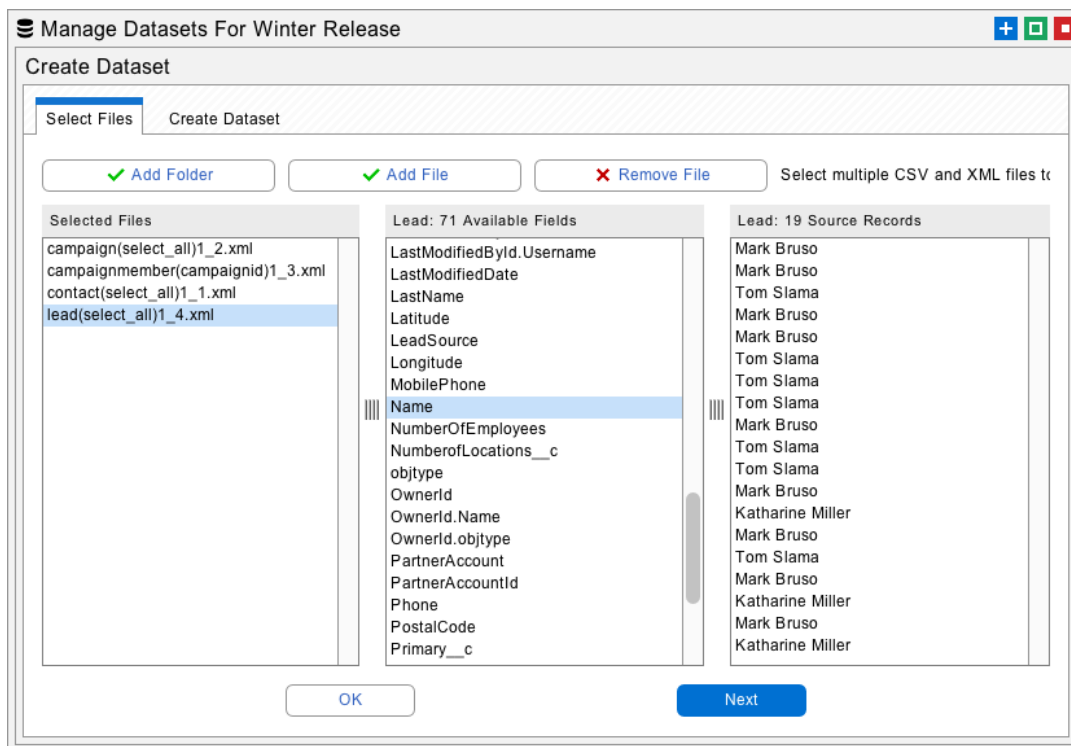 Manage Datasets For Winter Release
Create Dataset
Select Files
Create Dataset
Add Folder
Add File
Remove File
Select multiple CSV and XML files to
Selected Files
campaign(select_all)1_2.xml
campaignmember(campaignid)1_3.xml
contact(select_all)1_1.xml
lead(select_all)1_4.xml
Lead: 71 Available Fields
LastModifiedById.Username
LastModifiedDate
LastName
Latitude
LeadSource
Longitude
MobilePhone
Name
NumberOfEmployees
NumberofLocations__c
objtype
OwnerId
OwnerId.Name
OwnerId.objtype
PartnerAccount
PartnerAccountId
Phone
PostalCode
Primary__c
Lead: 19 Source Records
Mark Bruso
Mark Bruso
Tom Slama
Mark Bruso
Mark Bruso
Tom Slama
Tom Slama
Tom Slama
Mark Bruso
Tom Slama
Tom Slama
Mark Bruso
Katharine Miller
Mark Bruso
Tom Slama
Mark Bruso
Katharine Miller
Mark Bruso
Katharine Miller
OK
Next